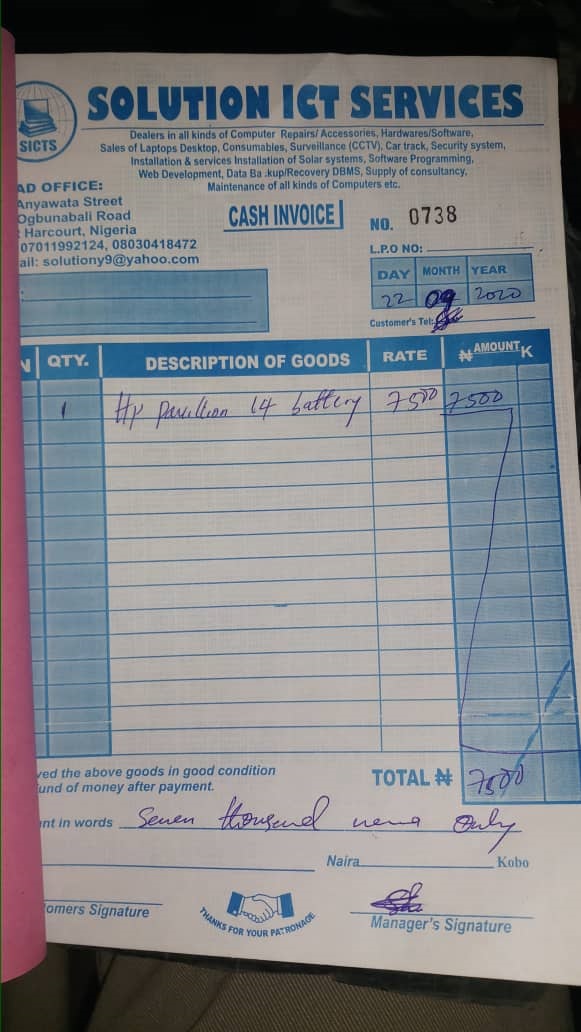 SOLUTION ICT SERVICES
SICTS
Dealers in all kinds of Computer Repairs/ Accessories, Hardwares/Software,
Sales of Laptops Desktop, Consumables, Surveillance (CCTV), Car track, Security system,
Installation & services Installation of Solar systems, Software Programming,
Web Development, Data Ba .kup/Recovery DBMS, Supply of consultancy,
Maintenance of all kinds of Computers etc.
AD OFFICE:
Anyawata Street
Ogbunabali Road
Harcourt, Nigeria
07011992124, 08030418472
ail: solutiony9@yahoo.com
CASH INVOICE
NO. 0738
L.P.O NO:
DAY MONTH YEAR
22 09 2020
Customer's Tel:
N QTY. DESCRIPTION OF GOODS RATE ₦ AMOUNT K
1 HP Pavillion 14 battery 7500 7500
ved the above goods in good condition
und of money after payment.
TOTAL ₦ 7500
nt in words Seven thousand nera Only
Naira Kobo
omers Signature
THANKS FOR YOUR PATRONAGE
Manager's Signature